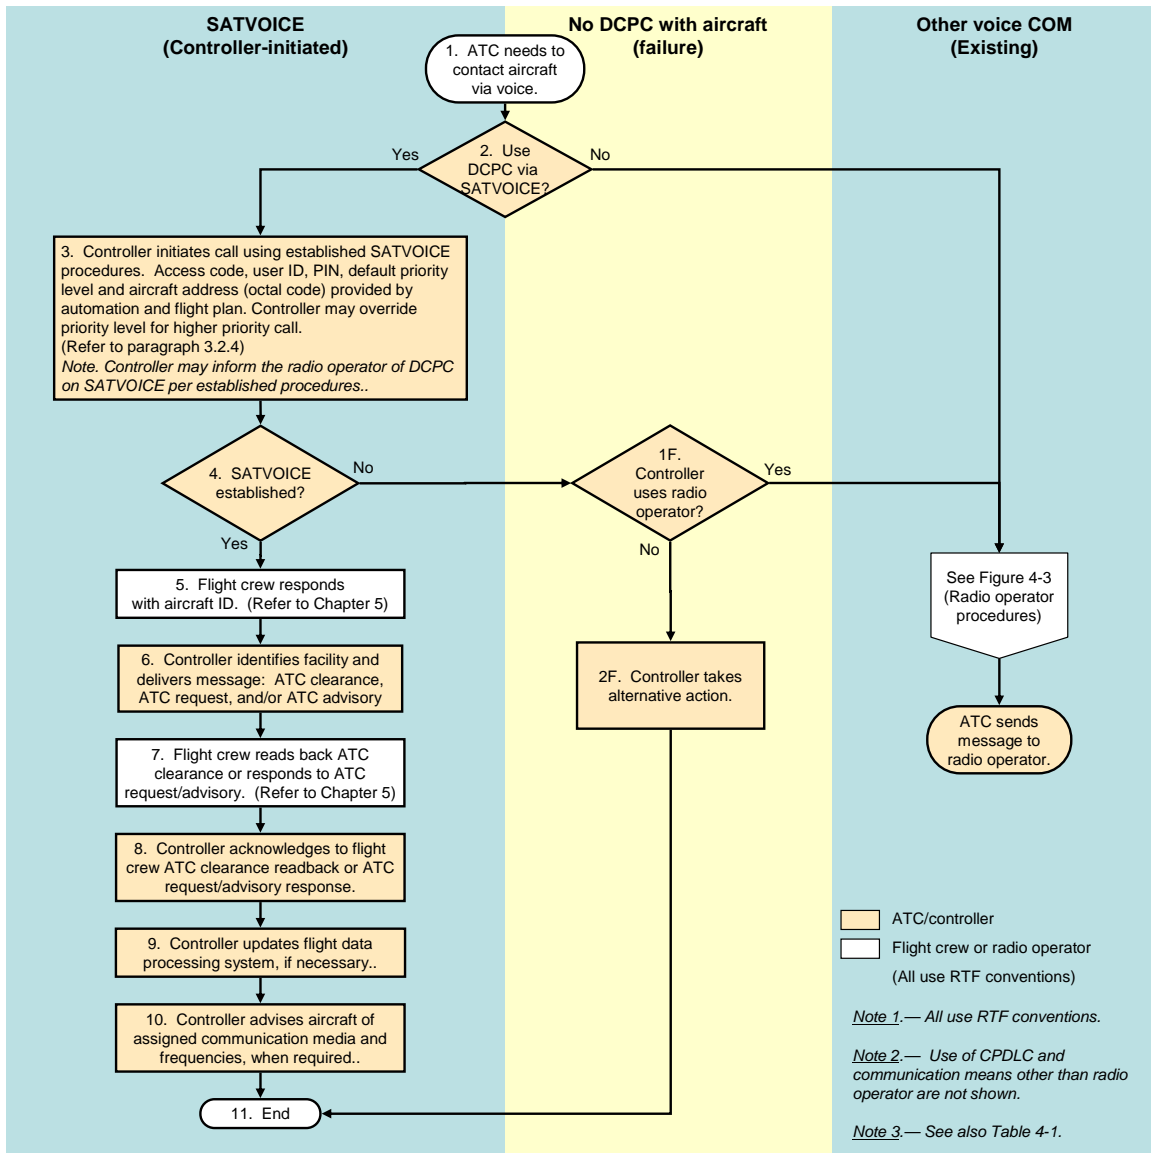 SATVOICE
(Controller-initiated)
No DCPC with aircraft
(failure)
Other voice COM
(Existing)
1. ATC needs to
contact aircraft
via voice.
2. Use
DCPC via
SATVOICE?
Yes
No
3. Controller initiates call using established SATVOICE
procedures. Access code, user ID, PIN, default priority
level and aircraft address (octal code) provided by
automation and flight plan. Controller may override
priority level for higher priority call.
(Refer to paragraph 3.2.4)
Note. Controller may inform the radio operator of DCPC
on SATVOICE per established procedures..
4. SATVOICE
established?
No
Yes
1F.
Controller
uses radio
operator?
Yes
No
5. Flight crew responds
with aircraft ID. (Refer to Chapter 5)
See Figure 4-3
(Radio operator
procedures)
6. Controller identifies facility and
delivers message: ATC clearance,
ATC request, and/or ATC advisory
2F. Controller takes
alternative action.
ATC sends
message to
radio operator.
7. Flight crew reads back ATC
clearance or responds to ATC
request/advisory. (Refer to Chapter 5)
8. Controller acknowledges to flight
crew ATC clearance readback or ATC
request/advisory response.
9. Controller updates flight data
processing system, if necessary..
10. Controller advises aircraft of
assigned communication media and
frequencies, when required..
11. End
ATC/controller
Flight crew or radio operator
(All use RTF conventions)
Note 1.— All use RTF conventions.
Note 2.— Use of CPDLC and
communication means other than radio
operator are not shown.
Note 3.— See also Table 4-1.